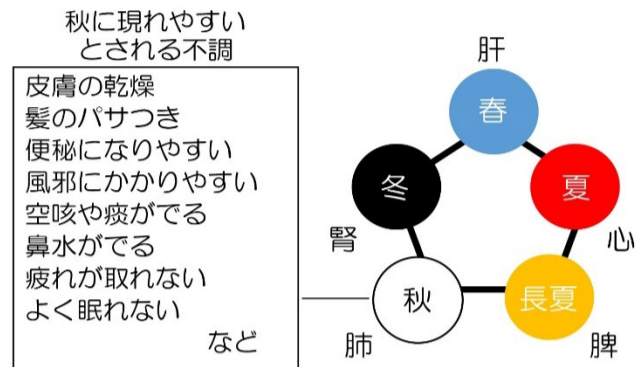 秋に現れやすい
とされる不調
皮膚の乾燥
髪のパサつき
便秘になりやすい
風邪にかかりやすい
空咳や痰がでる
鼻水がでる
疲れが取れない
よく眠れない
など
肝
春
冬
夏
腎
心
秋
長夏
肺
脾